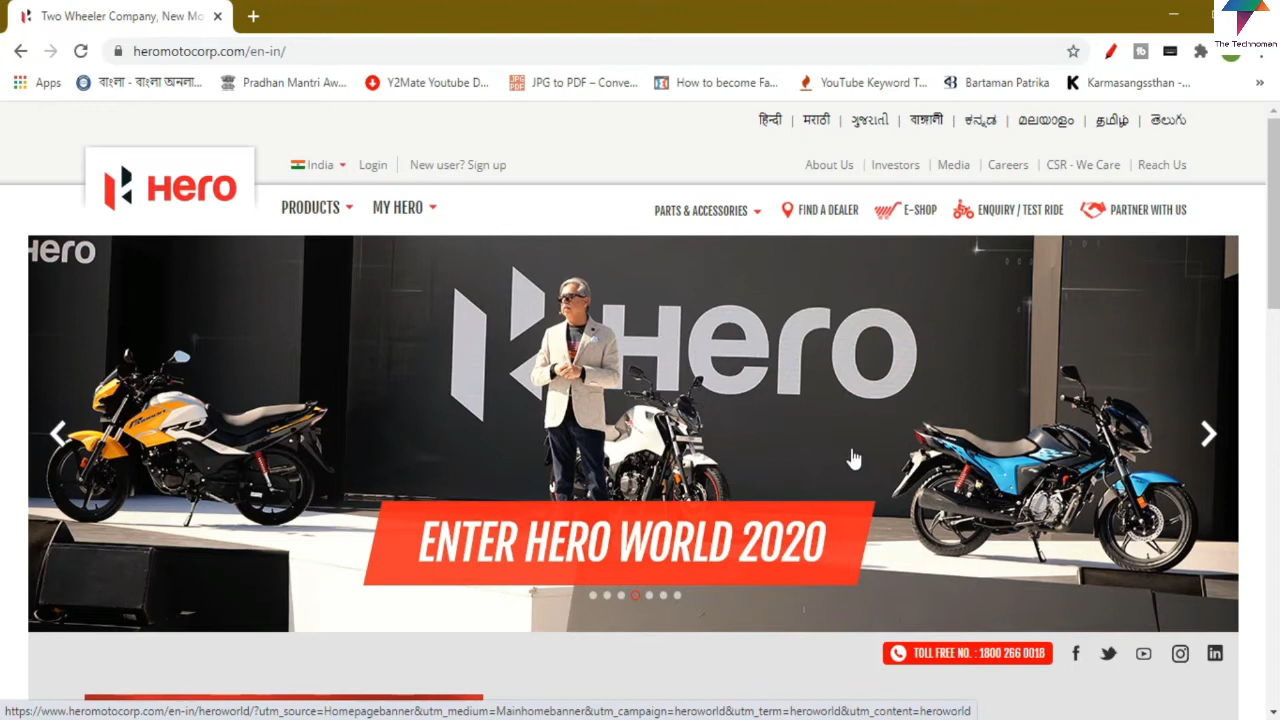 Two Wheeler Company, New Mo
The Technoman
heromotocorp.com/en-in/
Apps
বাংলা - বাংলা অনলা...
Pradhan Mantri Aw...
Y2Mate Youtube D...
JPG to PDF – Conve...
How to become Fa...
YouTube Keyword T...
Bartaman Patrika
Karmasangssthan -...
»
हिन्दी | मराठी | ગુજરાતી | বাঙ্গালী | ಕನ್ನಡ | മലയാളം | தமிழ் | తెలుగు
India
Login
New user? Sign up
About Us | Investors | Media | Careers | CSR - We Care | Reach Us
Hero
PRODUCTS
MY HERO
PARTS & ACCESSORIES
FIND A DEALER
E-SHOP
ENQUIRY / TEST RIDE
PARTNER WITH US
Hero
Hero
ENTER HERO WORLD 2020
TOLL FREE NO. : 1800 266 0018
https://www.heromotocorp.com/en-in/heroworld/?utm_source=Homepagebanner&utm_medium=Mainhomebanner&utm_campaign=heroworld&utm_term=heroworld&utm_content=heroworld